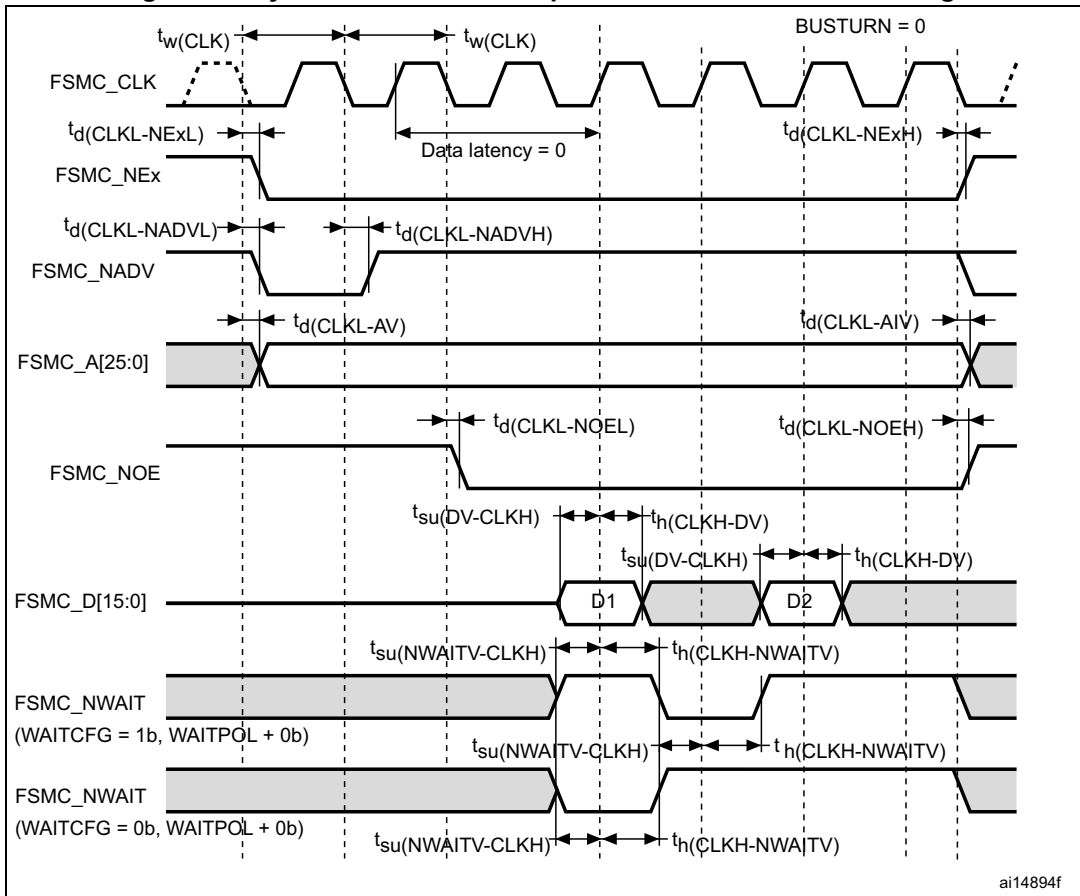 BUSTURN = 0
tw(CLK)
tw(CLK)
FSMC_CLK
td(CLKL-NExL)
Data latency = 0
td(CLKL-NExH)
FSMC_NEx
td(CLKL-NADVL)
td(CLKL-NADVH)
FSMC_NADV
td(CLKL-AV)
td(CLKL-AIV)
FSMC_A[25:0]
td(CLKL-NOEL)
td(CLKL-NOEH)
FSMC_NOE
tsu(DV-CLKH)
th(CLKH-DV)
tsu(DV-CLKH)
th(CLKH-DV)
FSMC_D[15:0]
D1
D2
tsu(NWAITV-CLKH)
th(CLKH-NWAITV)
FSMC_NWAIT
(WAITCFG = 1b, WAITPOL + 0b)
tsu(NWAITV-CLKH)
t h(CLKH-NWAITV)
FSMC_NWAIT
(WAITCFG = 0b, WAITPOL + 0b)
tsu(NWAITV-CLKH)
th(CLKH-NWAITV)
ai14894f